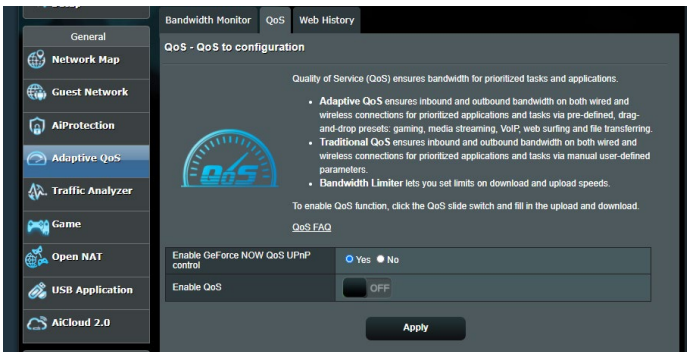 Bandwidth Monitor QoS Web History
General
QoS - QoS to configuration
Network Map
Guest Network
AiProtection
Adaptive QoS
Traffic Analyzer
Game
Open NAT
USB Application
AiCloud 2.0
Quality of Service (QoS) ensures bandwidth for prioritized tasks and applications.
• Adaptive QoS ensures inbound and outbound bandwidth on both wired and
wireless connections for prioritized applications and tasks via pre-defined, drag-
and-drop presets: gaming, media streaming, VoIP, web surfing and file transferring.
• Traditional QoS ensures inbound and outbound bandwidth on both wired and
wireless connections for prioritized applications and tasks via manual user-defined
parameters.
• Bandwidth Limiter lets you set limits on download and upload speeds.
To enable QoS function, click the QoS slide switch and fill in the upload and download.
QoS FAQ
QoS
Enable GeForce NOW QoS UPnP
control
Yes No
Enable QoS
OFF
Apply